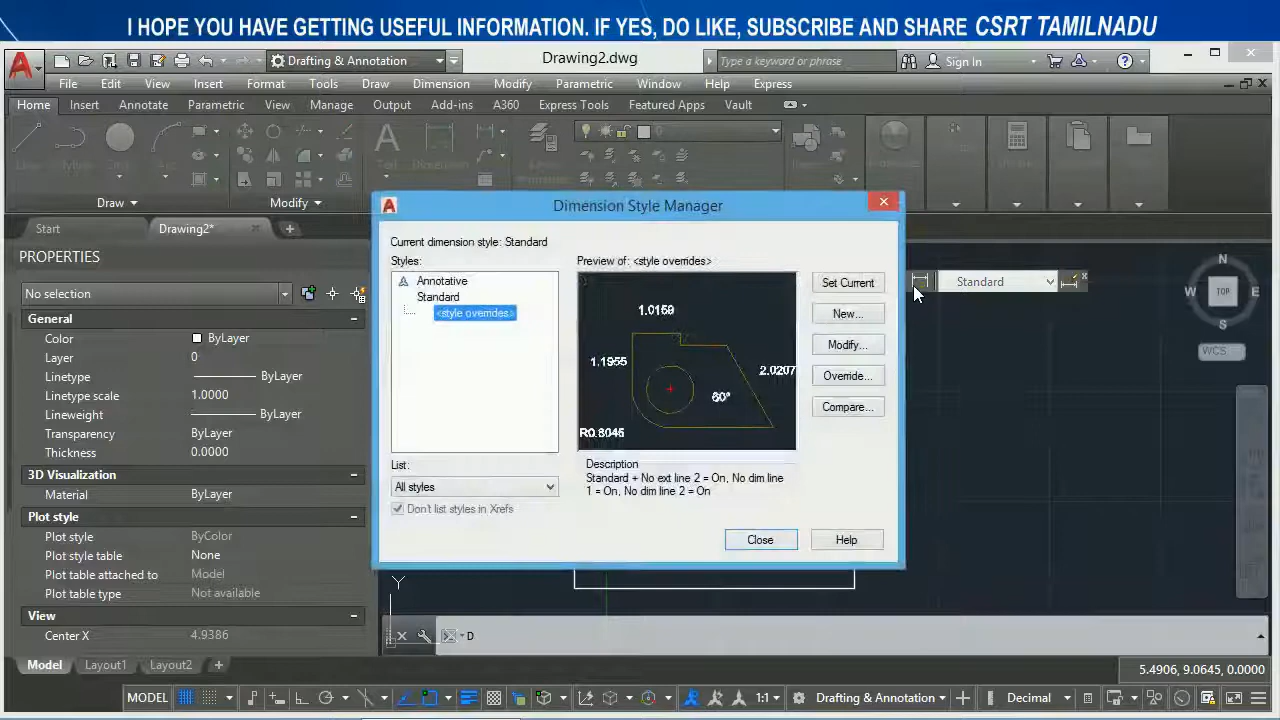 I HOPE YOU HAVE GETTING USEFUL INFORMATION. IF YES, DO LIKE, SUBSCRIBE AND SHARE CSRT TAMILNADU
Drafting & Annotation
Drawing2.dwg
Type a keyword or phrase
Sign In
File Edit View Insert Format Tools Draw Dimension Modify Parametric Window Help Express
Home Insert Annotate Parametric View Manage Output Add-ins A360 Express Tools Featured Apps Vault
Draw Modify
Start Drawing2*
PROPERTIES
No selection
General
Color ByLayer
Layer 0
Linetype ByLayer
Linetype scale 1.0000
Lineweight ByLayer
Transparency ByLayer
Thickness 0.0000
3D Visualization
Material ByLayer
Plot style
Plot style ByColor
Plot style table None
Plot table attached to Model
Plot table type Not available
View
Center X 4.9386
Dimension Style Manager
Current dimension style: Standard
Styles:
Annotative
Standard
<style overrides>
List:
All styles
Don't list styles in Xrefs
Preview of: <style overrides>
1.0159
1.1955
2.0207
60°
R0.8045
Description
Standard + No ext line 2 = On, No dim line
1 = On, No dim line 2 = On
Set Current
New...
Modify...
Override...
Compare...
Close Help
Standard
N
W TOP E
S
WCS
Y
D
Model Layout1 Layout2 +
5.4906, 9.0645, 0.0000
MODEL 1:1 Drafting & Annotation Decimal